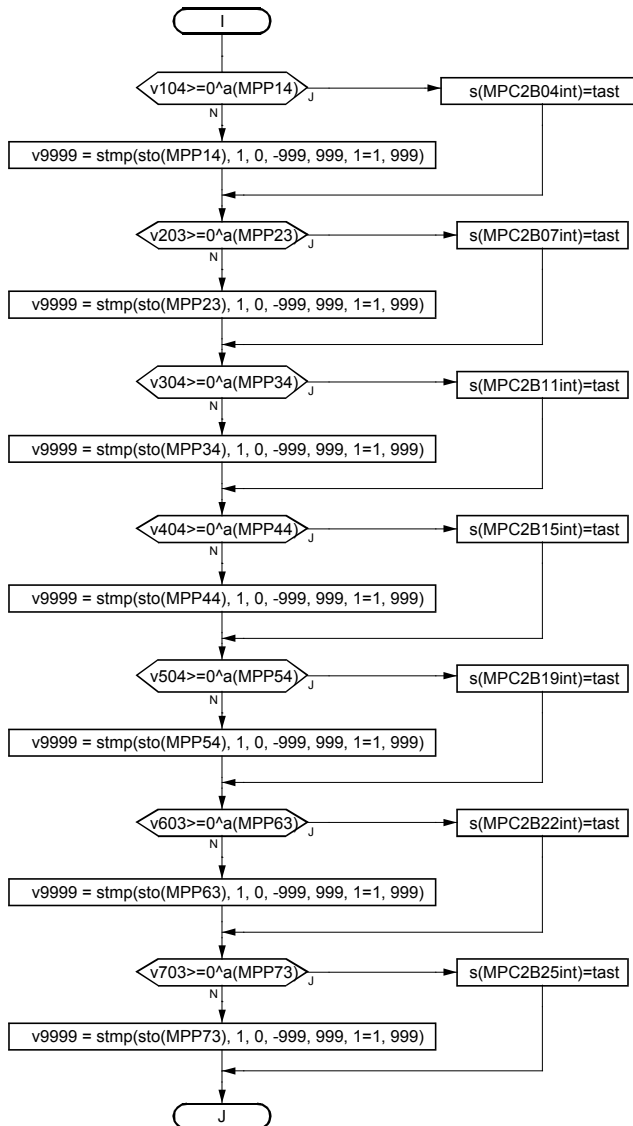 I
v104>=0^a(MPP14)
J
s(MPC2B04int)=tast
N
v9999 = stmp(sto(MPP14), 1, 0, -999, 999, 1=1, 999)
v203>=0^a(MPP23)
J
s(MPC2B07int)=tast
N
v9999 = stmp(sto(MPP23), 1, 0, -999, 999, 1=1, 999)
v304>=0^a(MPP34)
J
s(MPC2B11int)=tast
N
v9999 = stmp(sto(MPP34), 1, 0, -999, 999, 1=1, 999)
v404>=0^a(MPP44)
J
s(MPC2B15int)=tast
N
v9999 = stmp(sto(MPP44), 1, 0, -999, 999, 1=1, 999)
v504>=0^a(MPP54)
J
s(MPC2B19int)=tast
N
v9999 = stmp(sto(MPP54), 1, 0, -999, 999, 1=1, 999)
v603>=0^a(MPP63)
J
s(MPC2B22int)=tast
N
v9999 = stmp(sto(MPP63), 1, 0, -999, 999, 1=1, 999)
v703>=0^a(MPP73)
J
s(MPC2B25int)=tast
N
v9999 = stmp(sto(MPP73), 1, 0, -999, 999, 1=1, 999)
J